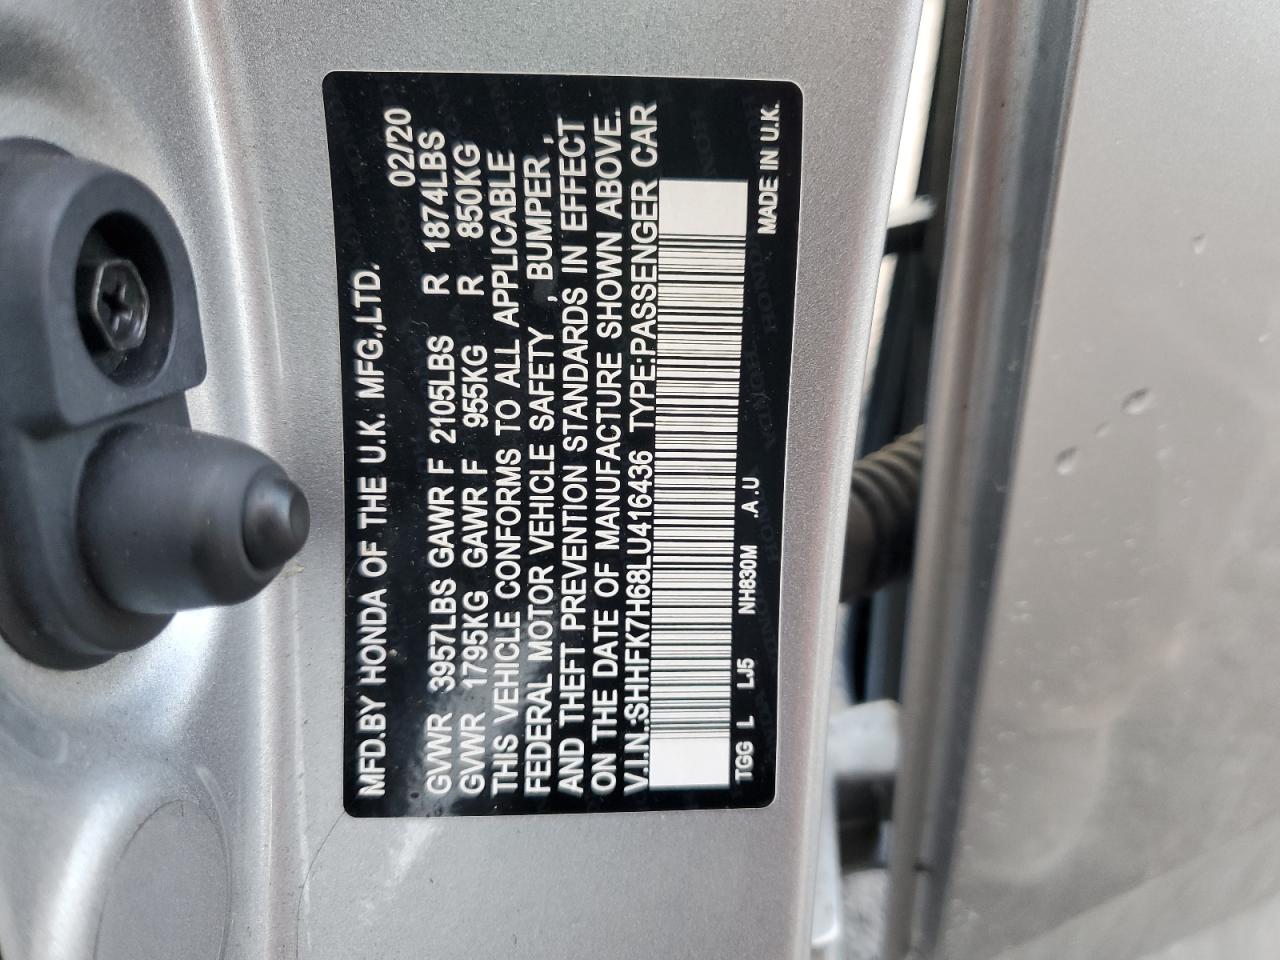 MFD.BY HONDA OF THE U.K. MFG.,LTD.
02/20
GVWR 3957LBS GAWR F 2105LBS R 1874LBS
GVWR 1795KG GAWR F 955KG R 850KG
THIS VEHICLE CONFORMS TO ALL APPLICABLE
FEDERAL MOTOR VEHICLE SAFETY , BUMPER ,
AND THEFT PREVENTION STANDARDS IN EFFECT
ON THE DATE OF MANUFACTURE SHOWN ABOVE.
V.I.N.:SHHFK7H68LU416436 TYPE:PASSENGER CAR
TGG L LJ5 NH830M .A.U MADE IN U.K.